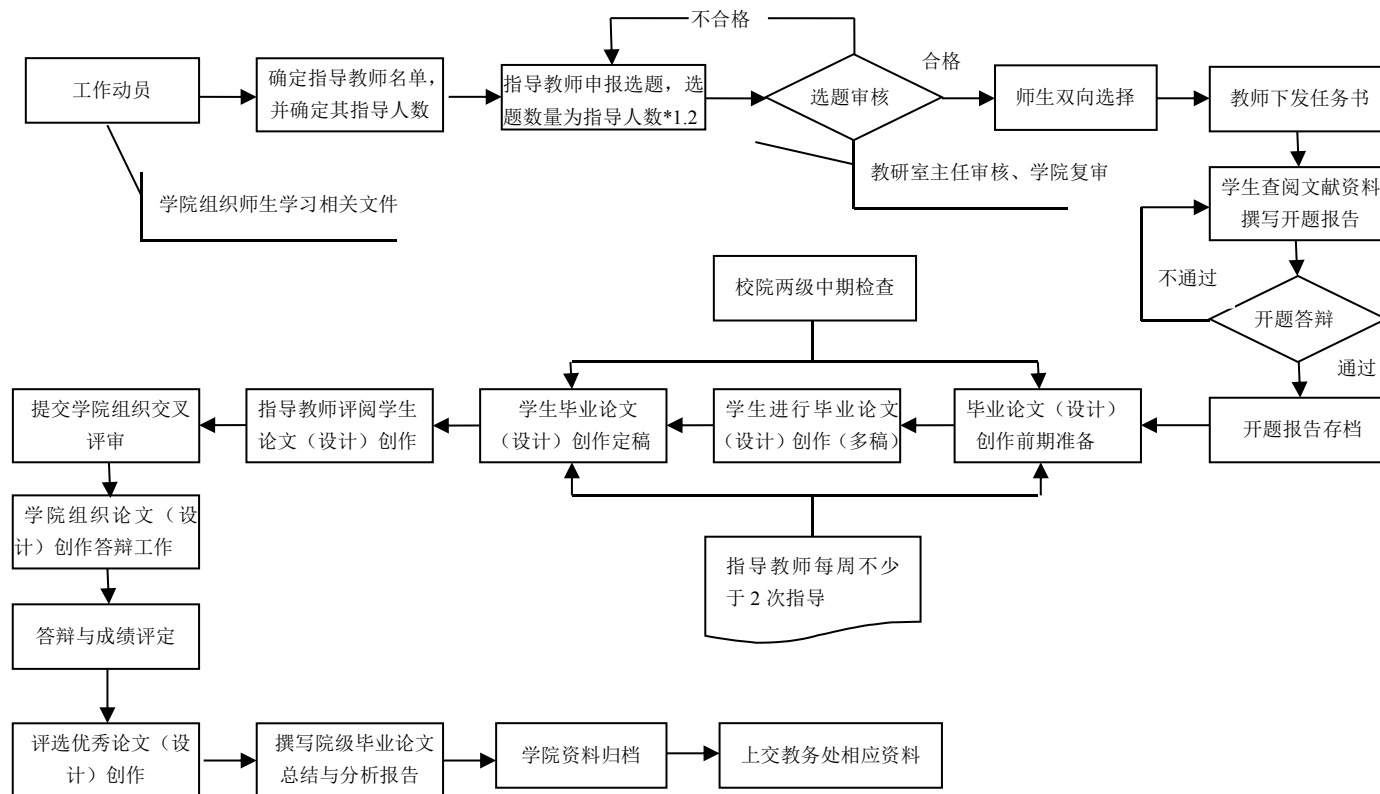 不合格
工作动员
确定指导教师名单，
并确定其指导人数
指导教师申报选题，选
题数量为指导人数*1.2
选题审核
合格
师生双向选择
教师下发任务书
学院组织师生学习相关文件
教研室主任审核、学院复审
学生查阅文献资料
撰写开题报告
校院两级中期检查
不通过
开题答辩
通过
提交学院组织交叉
评审
指导教师评阅学生
论文（设计）创作
学生毕业论文
（设计）创作定稿
学生进行毕业论文
（设计）创作（多稿）
毕业论文（设计）
创作前期准备
开题报告存档
学院组织论文（设
计）创作答辩工作
指导教师每周不少
于 2 次指导
答辩与成绩评定
评选优秀论文（设
计）创作
撰写院级毕业论文
总结与分析报告
学院资料归档
上交教务处相应资料